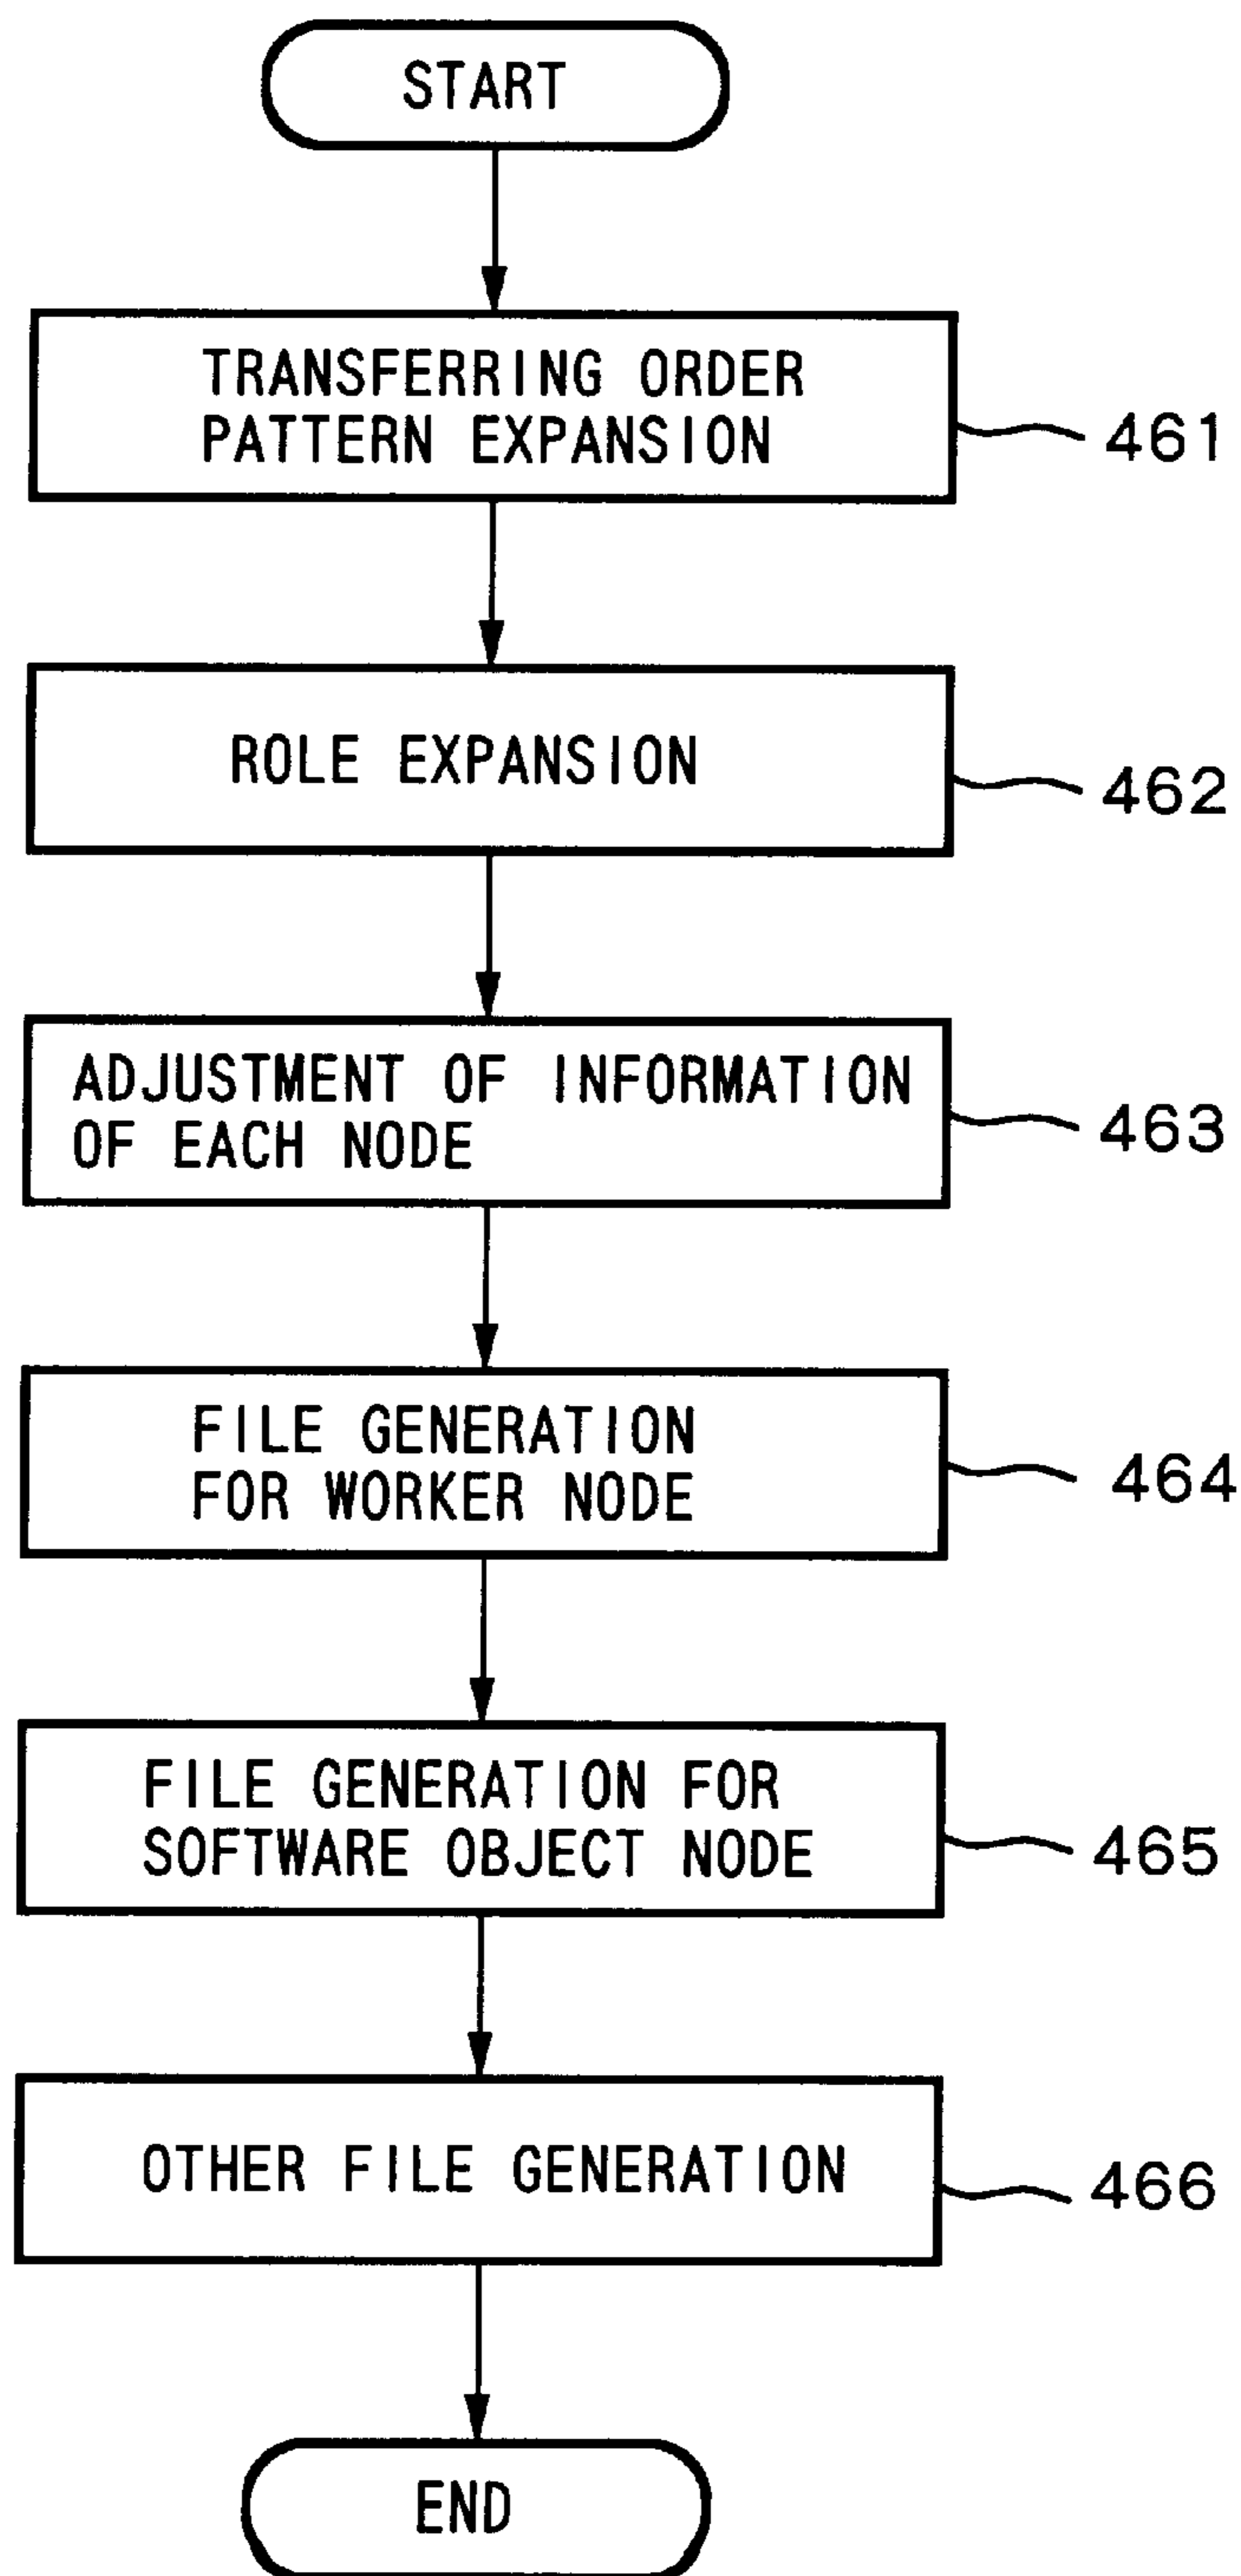 START
TRANSFERRING ORDER
PATTERN EXPANSION
461
ROLE EXPANSION
462
ADJUSTMENT OF INFORMATION
OF EACH NODE
463
FILE GENERATION
FOR WORKER NODE
464
FILE GENERATION FOR
SOFTWARE OBJECT NODE
465
OTHER FILE GENERATION
466
END